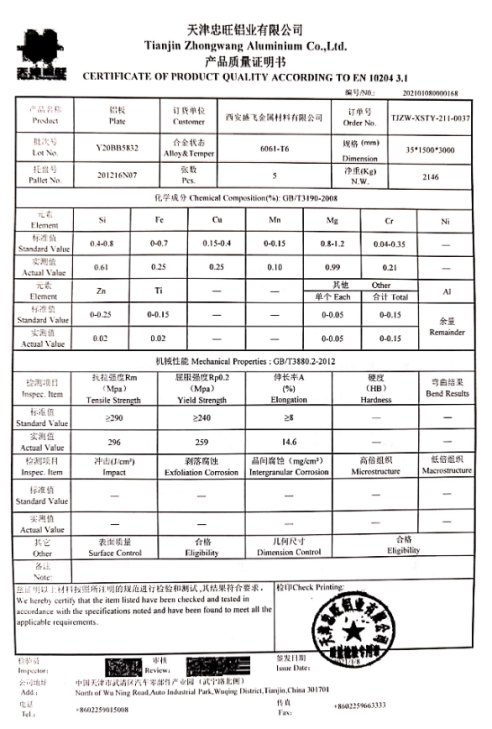 天津忠旺铝业有限公司
Tianjin Zhongwang Aluminium Co.,Ltd.
产品质量证明书
CERTIFICATE OF PRODUCT QUALITY ACCORDING TO EN 10204 3.1
天津忠旺
编号/N0.: 202101080000168
产品名称 Product 铝板 Plate 订货单位 Customer 西安盛飞金属材料有限公司 订单号 Order No. TJZW-XSTY-211-0037
批次号 Lot No. Y20BB5832 合金状态 Alloy&Temper 6061-T6 规格 (mm) Dimension 35*1500*3000
托盘号 Pallet No. 201216N07 张数 Pcs. 5 净重(Kg) N.W. 2146
化学成分 Chemical Composition(%): GB/T3190-2008
元素 Element Si Fe Cu Mn Mg Cr Ni
标准值 Standard Value 0.4-0.8 0-0.7 0.15-0.4 0-0.15 0.8-1.2 0.04-0.35 —
实测值 Actual Value 0.61 0.25 0.25 0.10 0.99 0.21 —
元素 Element Zn Ti — — 其他 Other 单个 Each 合计 Total Al
标准值 Standard Value 0-0.25 0-0.15 — — 0-0.05 0-0.15 余量 Remainder
实测值 Actual Value 0.02 0.02 — — 0-0.05 0-0.15
机械性能 Mechanical Properties : GB/T3880.2-2012
检测项目 Inspec. Item 抗拉强度Rm (Mpa) Tensile Strength 屈服强度Rp0.2 (Mpa) Yield Strength 伸长率A (%) Elongation 硬度 (HB) Hardness 弯曲结果 Bend Results
标准值 Standard Value ≥290 ≥240 ≥8 — —
实测值 Actual Value 296 259 14.6 — —
检测项目 Inspec. Item 冲击(J/cm²) Impact 剥落腐蚀 Exfoliation Corrosion 晶间腐蚀 (mg/cm²) Intergranular Corrosion 高倍组织 Microstructure 低倍组织 Macrostructure
标准值 Standard Value — — — — —
实测值 Actual Value — — — — —
其它 Other 表面质量 Surface Control 合格 Eligibility 几何尺寸 Dimension Control 合格 Eligibility
备注 Note:
兹证明以上材料按照所注明的规范进行检验和测试,其结果符合要求。
We hereby certify that the item listed have been checked and tested in
accordance with the specifications noted and have been found to meet all the
applicable requirements.
检印Check Printing:
天津忠旺铝业有限公司
质量检验专用章
检验员 Inspector: 审核 Review: 签发日期 Issue Date:
公司地址 Add.: 中国天津市武清区汽车零部件产业园 (武宁路北侧)
North of Wu Ning Road,Auto Industrial Park,Wuqing District,Tianjin,China 301701
电话 Tel.: +8602259015008 传真 Fax: +8602259663333